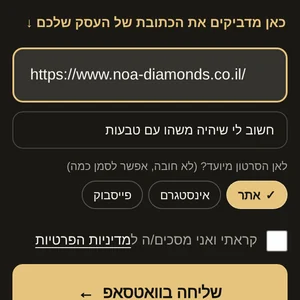 כאן מדביקים את הכתובת של העסק שלכם ↓
https://www.noa-diamonds.co.il/
חשוב לי שיהיה משהו עם טבעות
לאן הסרטון מיועד? (לא חובה, אפשר לסמן כמה)
✓ אתר
אינסטגרם
פייסבוק
קראתי ואני מסכים/ה למדיניות הפרטיות
שליחה בוואטסאפ ←